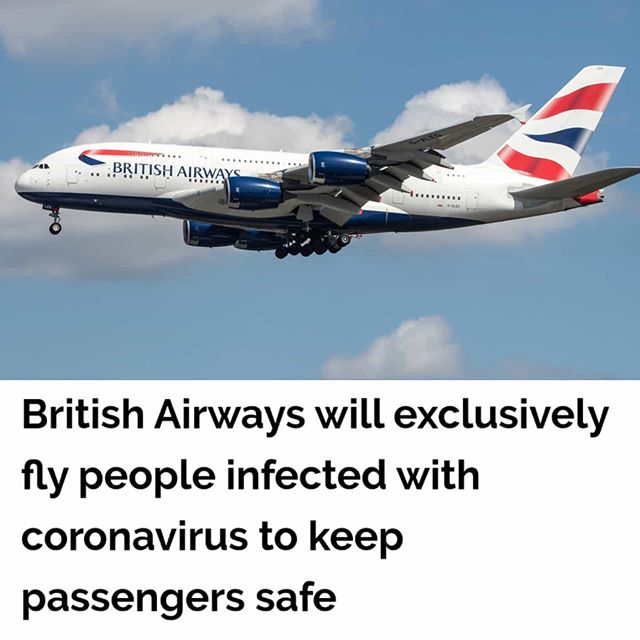 BRITISH AIRWAYS
British Airways will exclusively
fly people infected with
coronavirus to keep
passengers safe